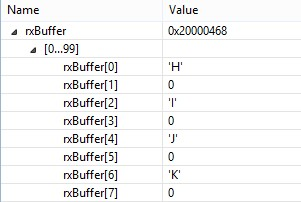 Name Value
rxBuffer 0x20000468
[0...99]
rxBuffer[0] 'H'
rxBuffer[1] 0
rxBuffer[2] 'I'
rxBuffer[3] 0
rxBuffer[4] 'J'
rxBuffer[5] 0
rxBuffer[6] 'K'
rxBuffer[7] 0